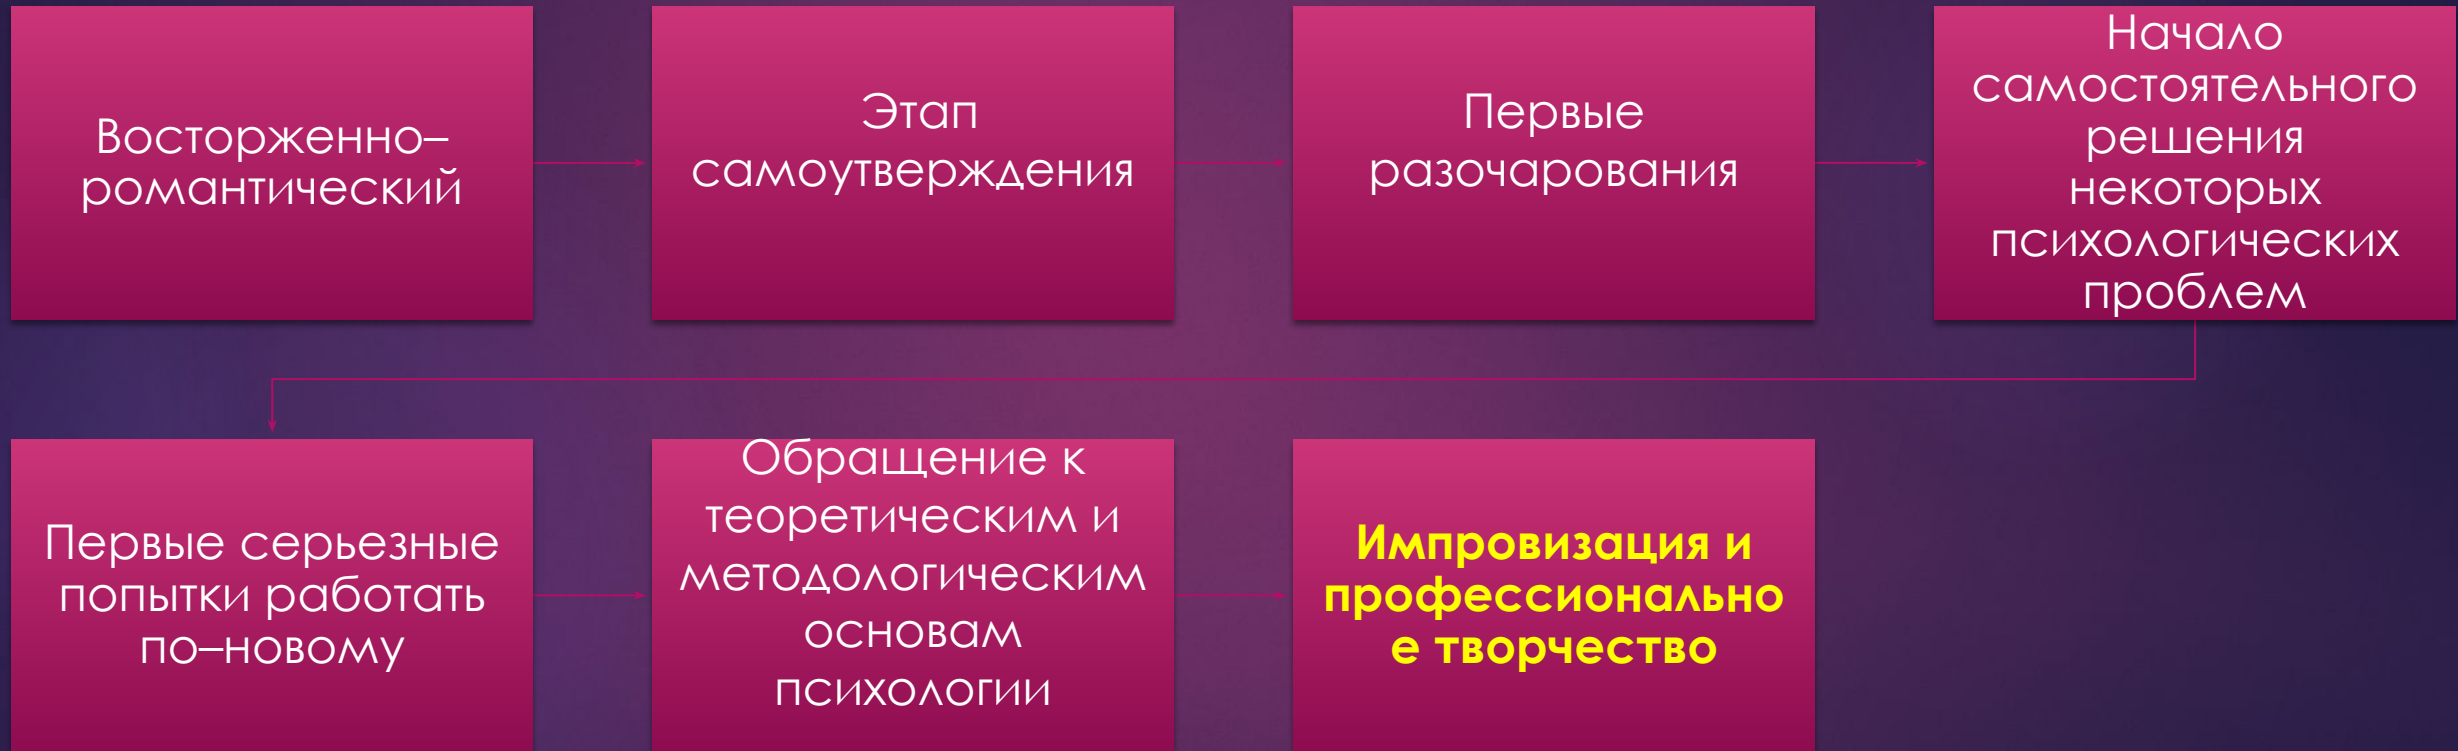 Восторженно–
романтический
Этап
самоутверждения
Первые
разочарования
Начало
самостоятельного
решения
некоторых
психологических
проблем
Первые серьезные
попытки работать
по–новому
Обращение к
теоретическим и
методологическим
основам
психологии
Импровизация и
профессионально
е творчество